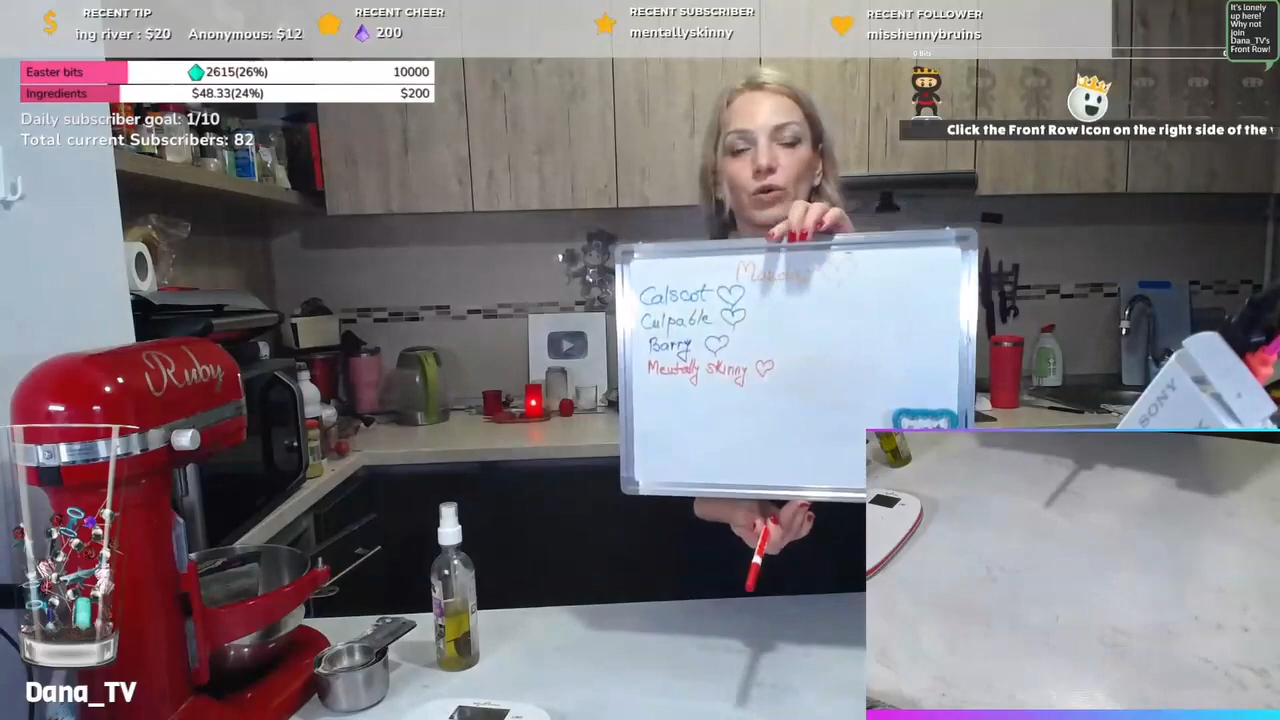 RECENT TIP
ing river : $20 Anonymous: $12
RECENT CHEER
200
RECENT SUBSCRIBER
mentallyskinny
RECENT FOLLOWER
misshennybruins
It's lonely
up here!
Why not
join
Dana_TV's
Front Row!
0 Bits
Easter bits 2615(26%) 10000
Ingredients $48.33(24%) $200
Daily subscriber goal: 1/10
Total current Subscribers: 82
Click the Front Row Icon on the right side of the
Calscot
Culpable
Barry
Mentally skinny
Ruby
SONY
Dana_TV